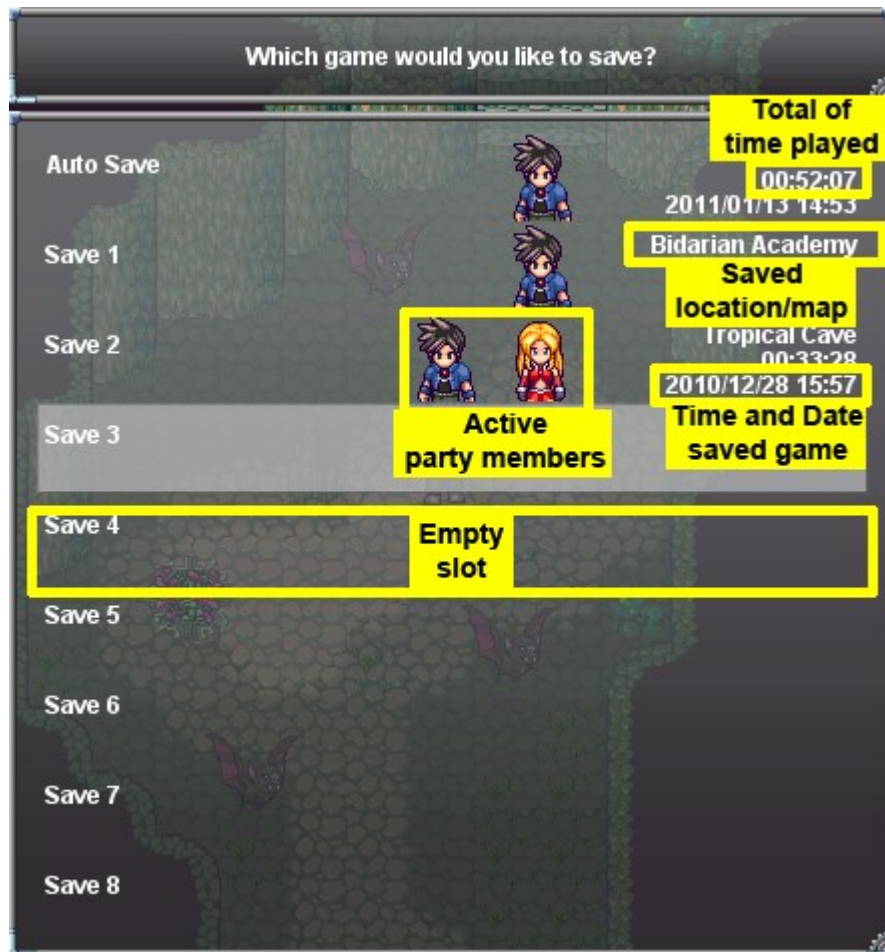 Which game would you like to save?
Total of
time played
Auto Save
00:52:07
2011/01/13 14:53
Save 1
Bidarian Academy
Saved
location/map
Save 2
Tropical Cave
00:33:28
2010/12/28 15:57
Save 3
Active
party members
Time and Date
saved game
Save 4
Empty
slot
Save 5
Save 6
Save 7
Save 8